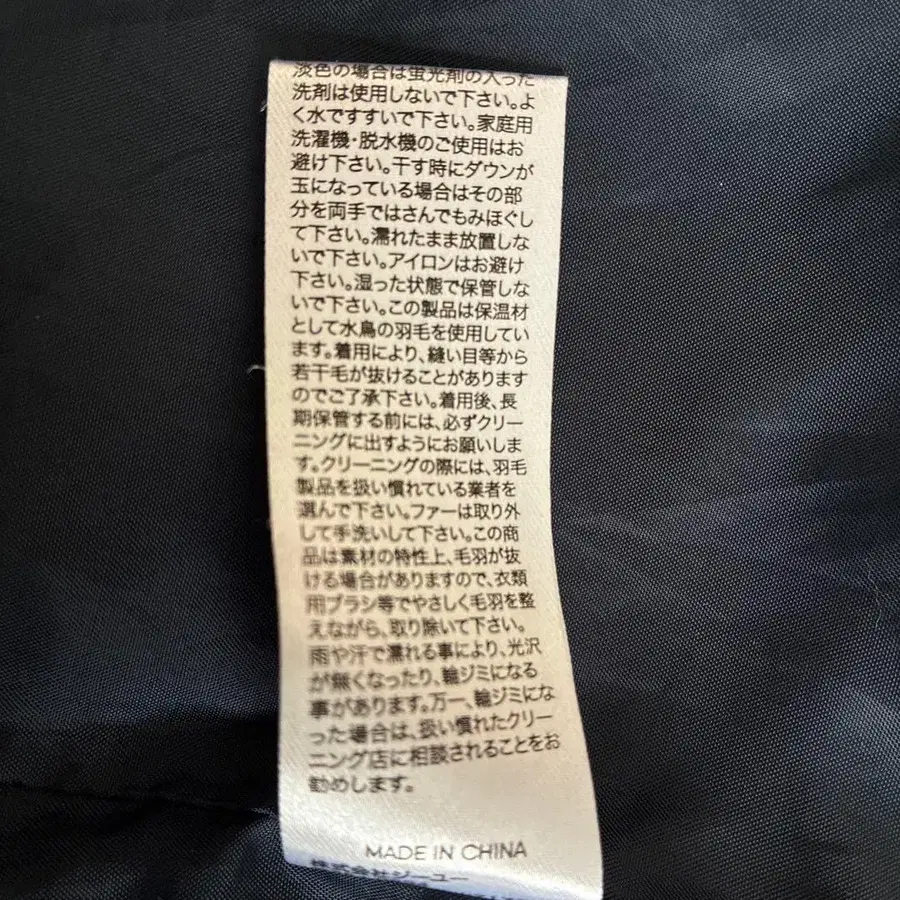 淡色の場合は蛍光剤の入った
洗剤は使用しないで下さい。よ
く水ですすいで下さい。家庭用
洗濯機・脱水機のご使用はお
避け下さい。干す時にダウンが
玉になっている場合はその部
分を両手ではさんでもみほぐし
て下さい。濡れたまま放置しな
いで下さい。アイロンはお避け
下さい。湿った状態で保管しな
いで下さい。この製品は保温材
として水鳥の羽毛を使用してい
ます。着用により、縫い目等から
若干毛が抜けることがあります
のでご了承下さい。着用後、長
期保管する前には、必ずクリー
ニングに出すようにお願いしま
す。クリーニングの際には、羽毛
製品を扱い慣れている業者を
選んで下さい。ファーは取り外
して手洗いして下さい。この商
品は素材の特性上、毛羽が抜
ける場合がありますので、衣類
用ブラシ等でやさしく毛羽を整
えながら、取り除いて下さい。
雨や汗で濡れる事により、光沢
が無くなったり、輪ジミになる
事があります。万一、輪ジミにな
った場合は、扱い慣れたクリー
ニング店に相談されることをお
勧めします。
MADE IN CHINA
株式会社ジーユー